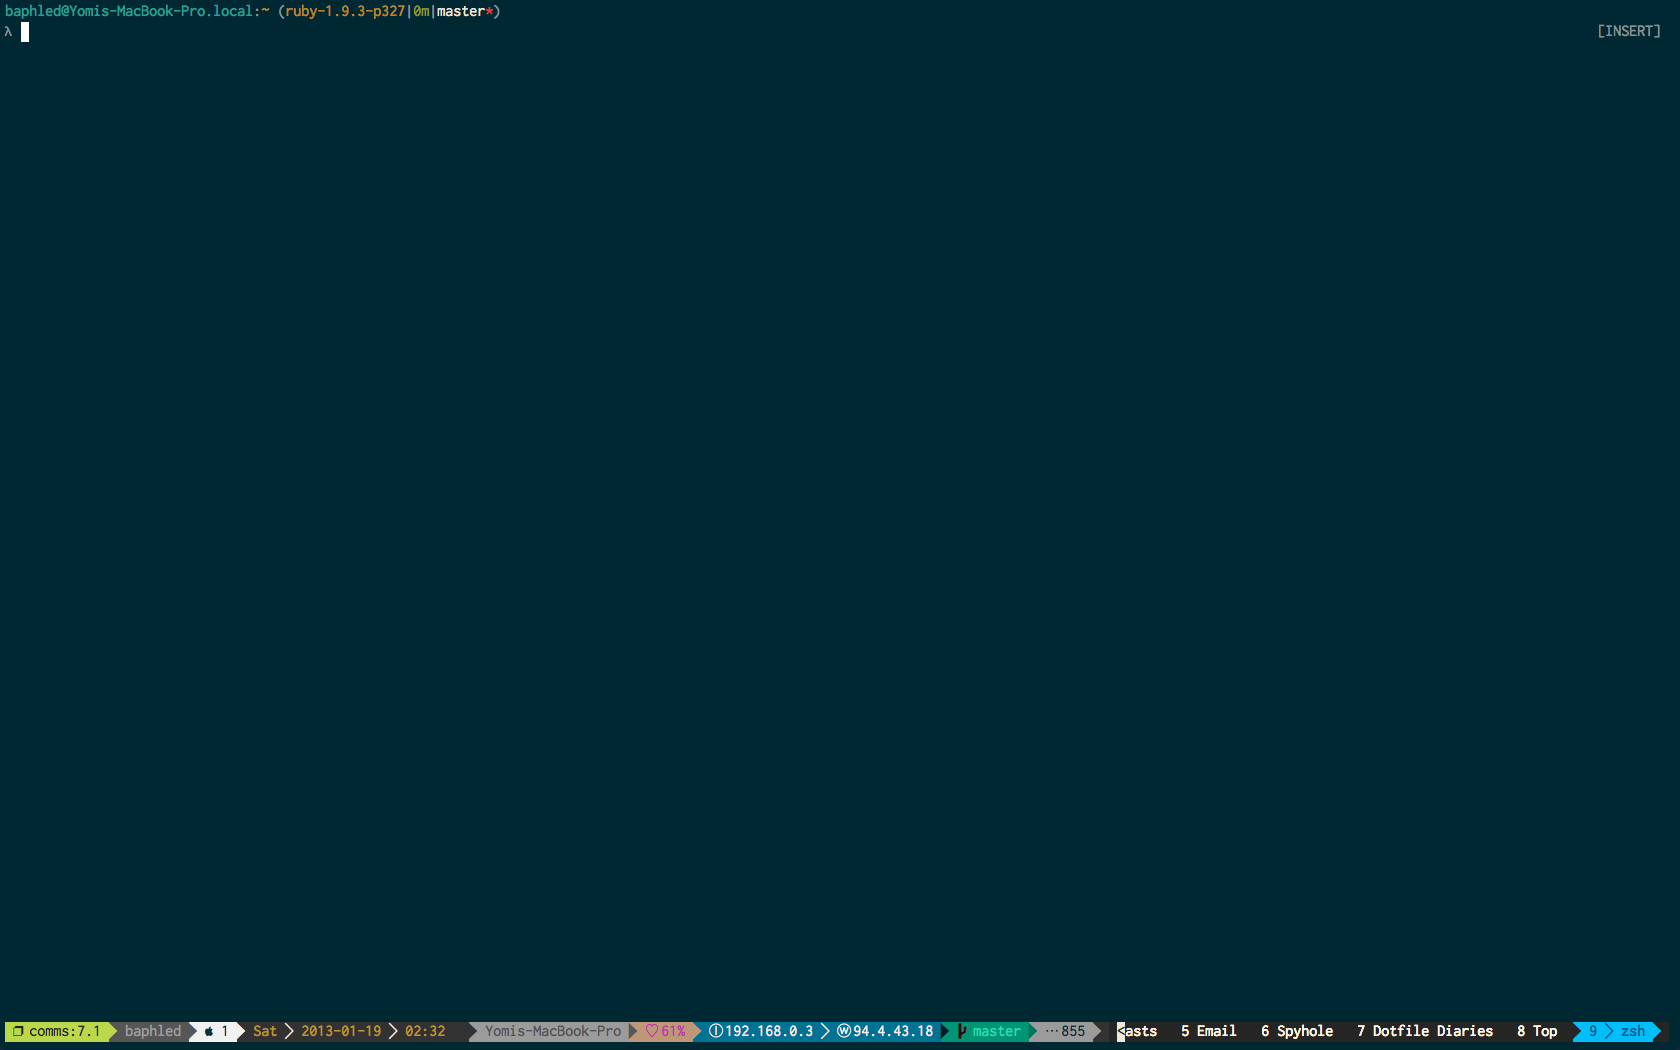 baphled@Yomis-MacBook-Pro.local:~ (ruby-1.9.3-p327|0m|master*)
λ [INSERT]
comms:7.1 baphled 1 Sat 2013-01-19 02:32 Yomis-MacBook-Pro ♡61% Ⓘ192.168.0.3 ⓦ94.4.43.18 master ⋯855 <asts 5 Email 6 Spyhole 7 Dotfile Diaries 8 Top 9 zsh